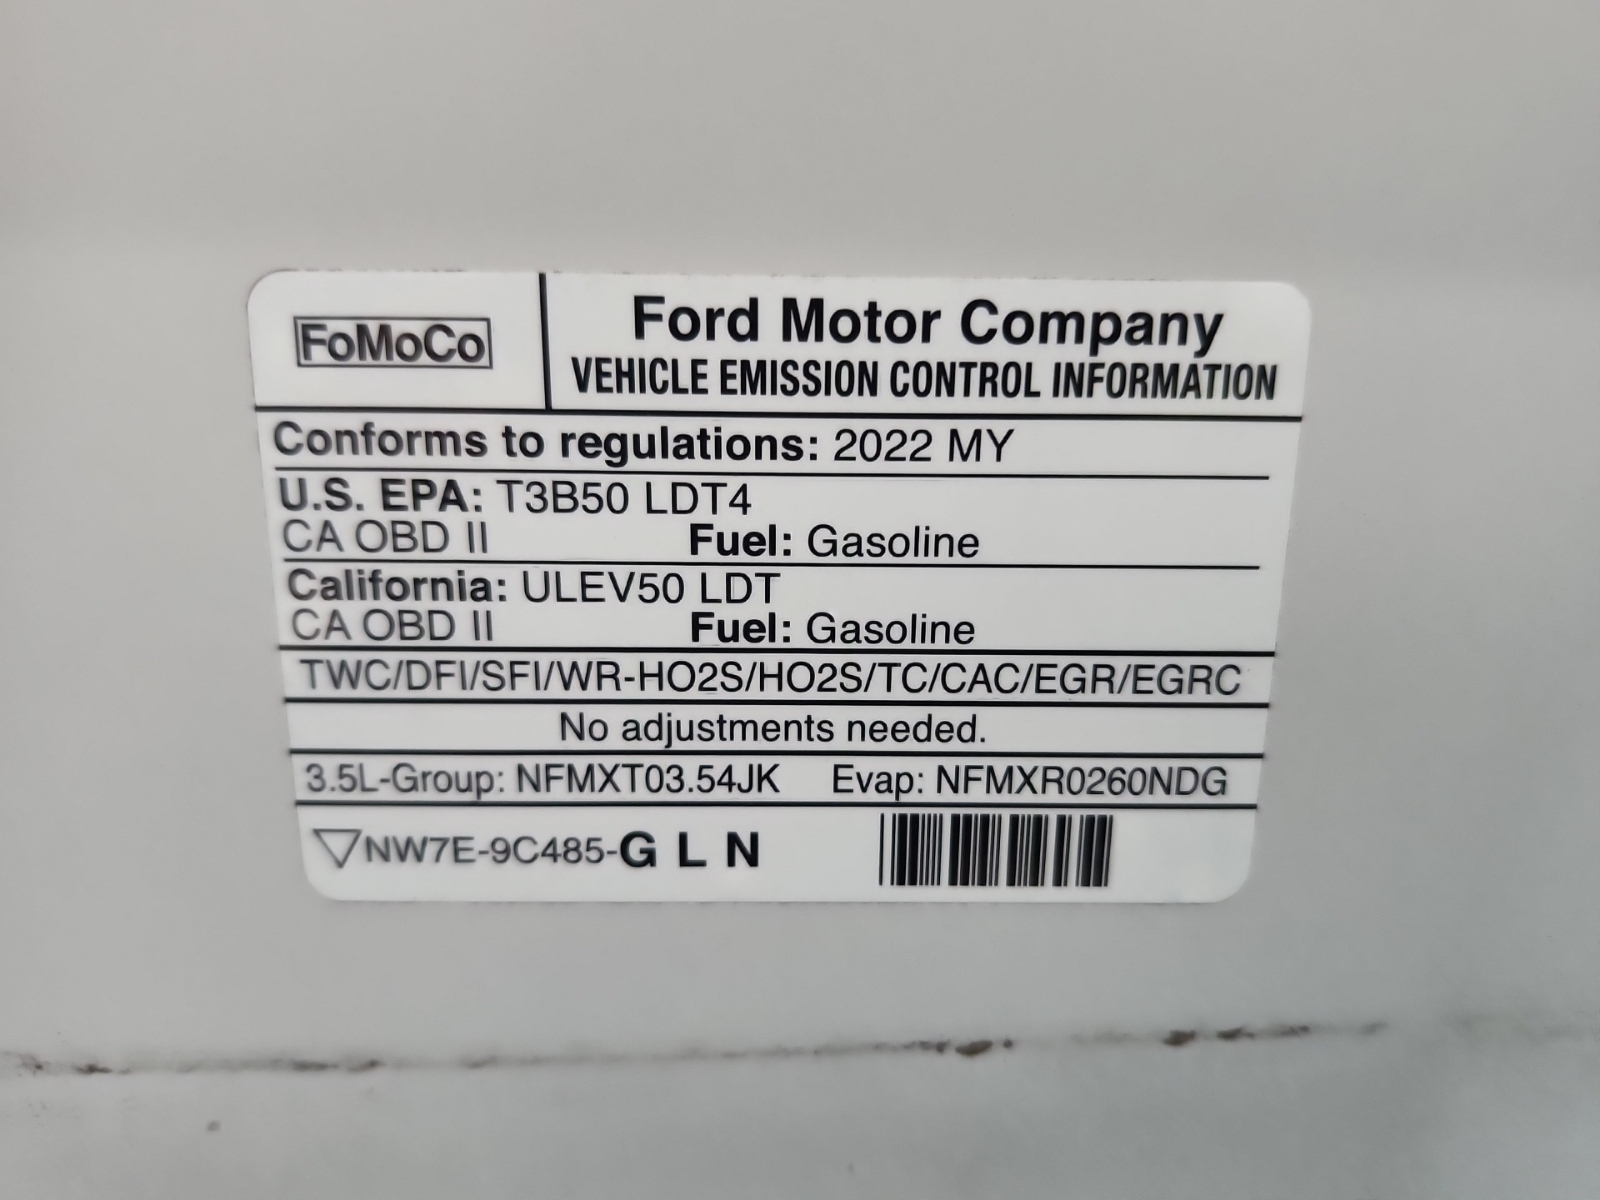 FoMoCo
Ford Motor Company
VEHICLE EMISSION CONTROL INFORMATION
Conforms to regulations: 2022 MY
U.S. EPA: T3B50 LDT4
CA OBD II Fuel: Gasoline
California: ULEV50 LDT
CA OBD II Fuel: Gasoline
TWC/DFI/SFI/WR-HO2S/HO2S/TC/CAC/EGR/EGRC
No adjustments needed.
3.5L-Group: NFMXT03.54JK Evap: NFMXR0260NDG
NW7E-9C485-G L N